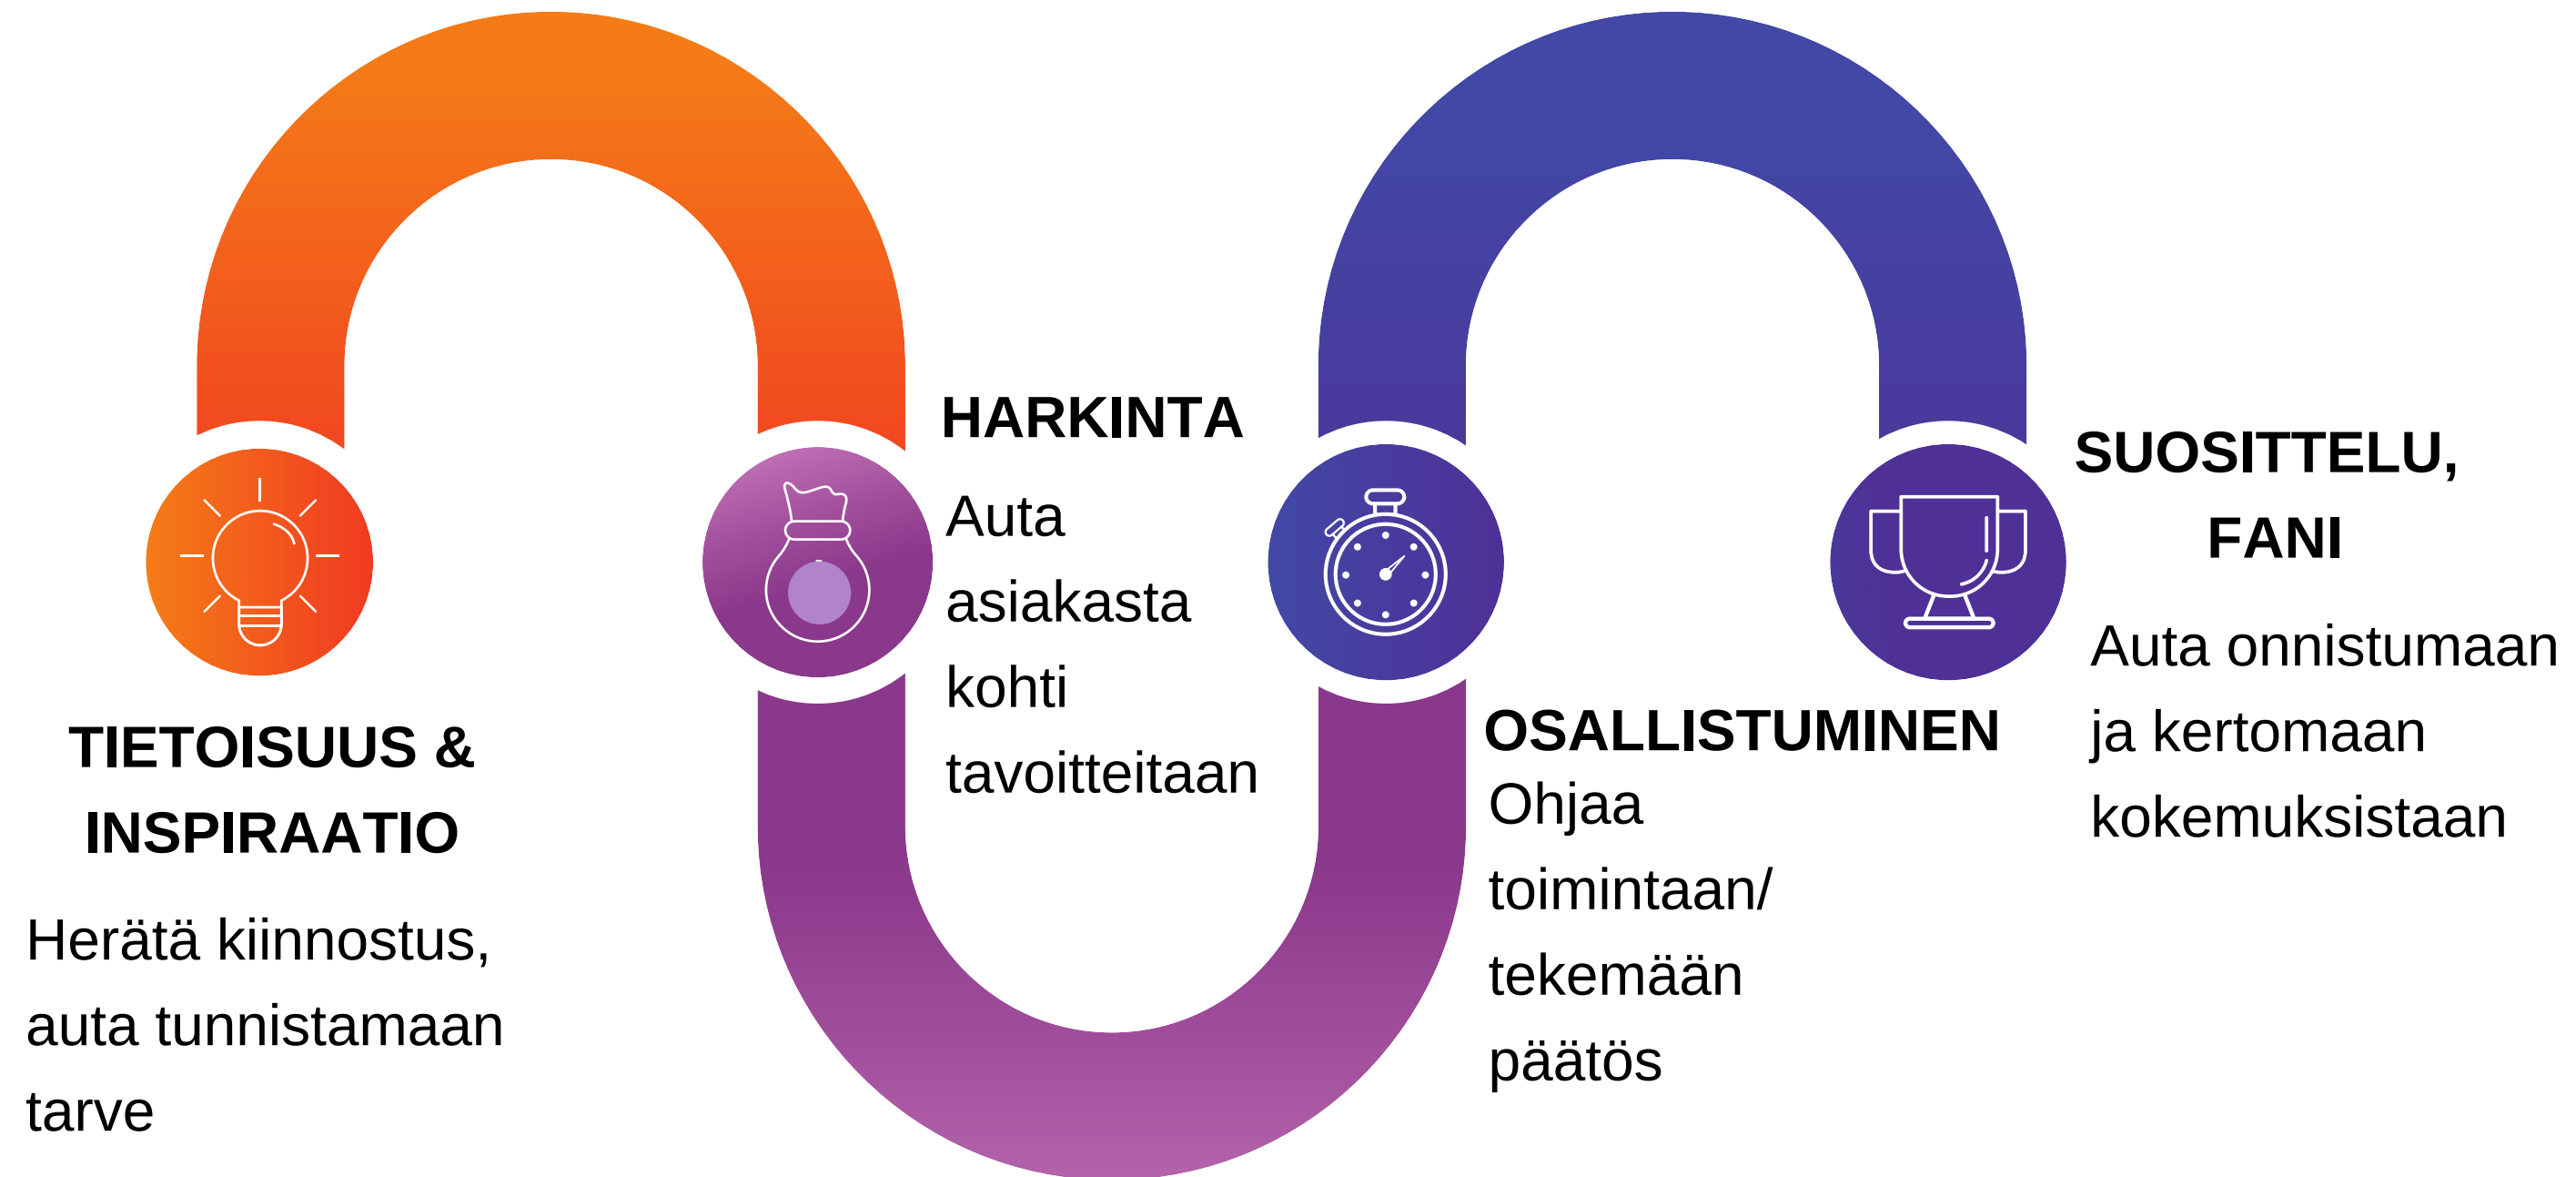 TIETOISUUS &
INSPIRAATIO
Herätä kiinnostus,
auta tunnistamaan
tarve
HARKINTA
Auta
asiakasta
kohti
tavoitteitaan
OSALLISTUMINEN
Ohjaa
toimintaan/
tekemään
päätös
SUOSITTELU,
FANI
Auta onnistumaan
ja kertomaan
kokemuksistaan